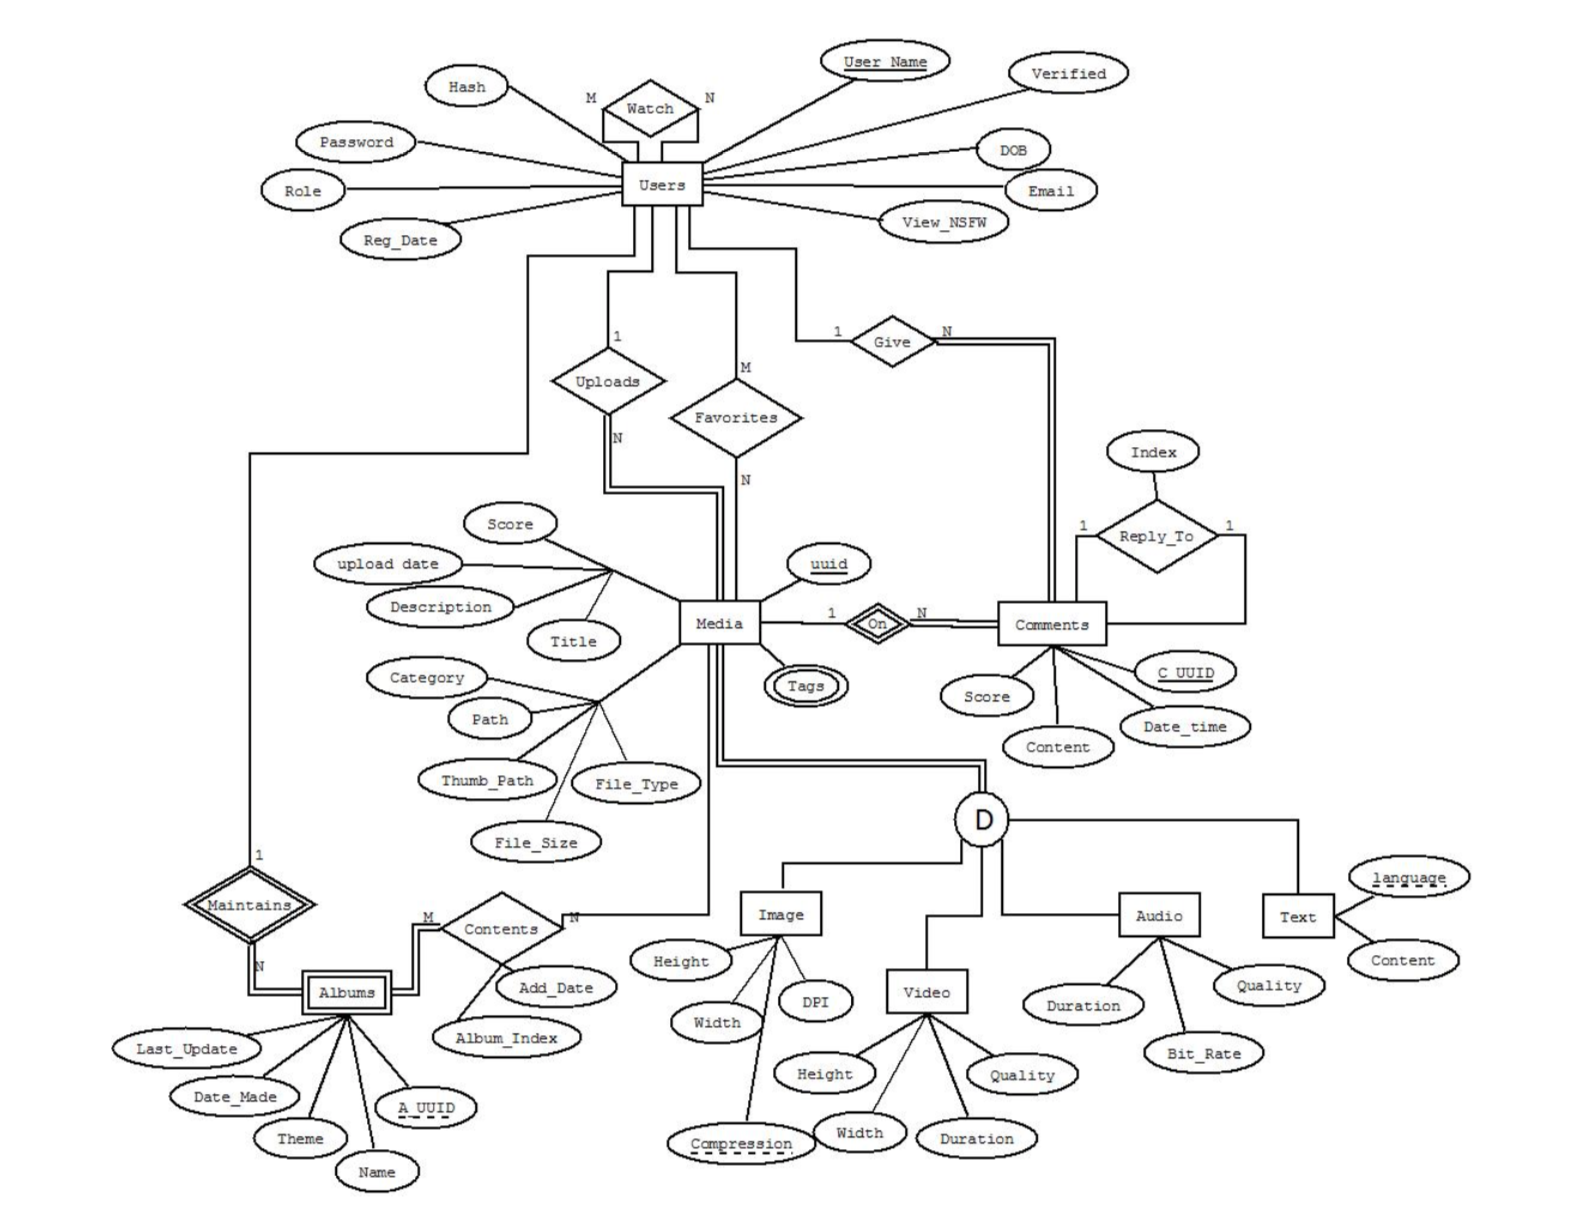 User Name
Verified
Hash
M
Watch
N
Password
DOB
Users
Role
Email
View_NSFW
Reg_Date
1
1
Give
N
Uploads
M
Favorites
N
N
Index
Score
1
Reply_To
1
upload date
uuid
Description
Title
Media
1
On
N
Comments
Category
Tags
C_UUID
Score
Path
Date_time
Content
Thumb_Path
File_Type
File_Size
D
1
language
Maintains
M
Contents
N
Image
Audio
Text
Height
Content
N
Albums
Add_Date
DPI
Video
Duration
Quality
Width
Album_Index
Last_Update
Bit_Rate
Height
Quality
Date_Made
A_UUID
Theme
Compression
Width
Duration
Name